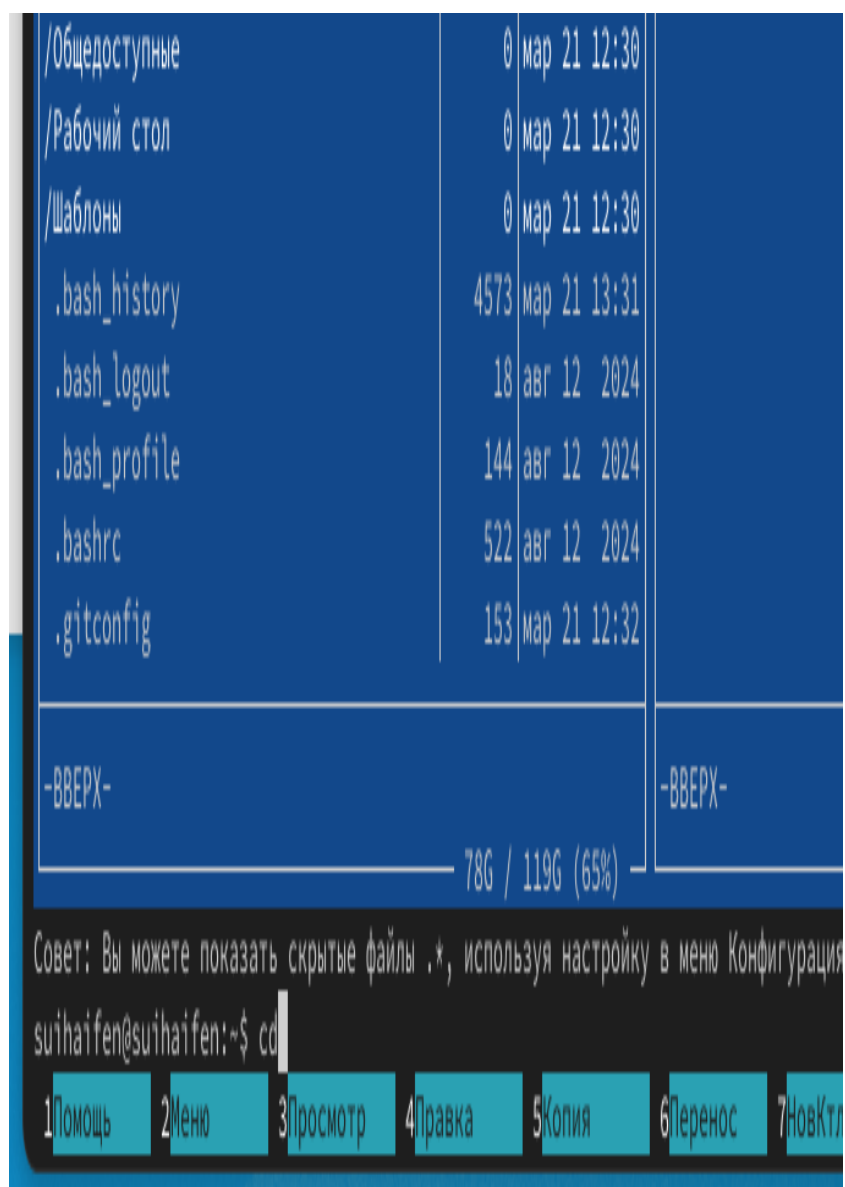 /Общедоступные 0 мар 21 12:30
/Рабочий стол 0 мар 21 12:30
/Шаблоны 0 мар 21 12:30
.bash_history 4573 мар 21 13:31
.bash_logout 18 авг 12 2024
.bash_profile 144 авг 12 2024
.bashrc 522 авг 12 2024
.gitconfig 153 мар 21 12:32
-ВВЕРХ- -ВВЕРХ-
78G / 119G (65%)
Совет: Вы можете показать скрытые файлы .*, используя настройку в меню Конфигурация
suihaifen@suihaifen:~$ cd
1Помощь 2Меню 3Просмотр 4Правка 5Копия 6Перенос 7НовКтл